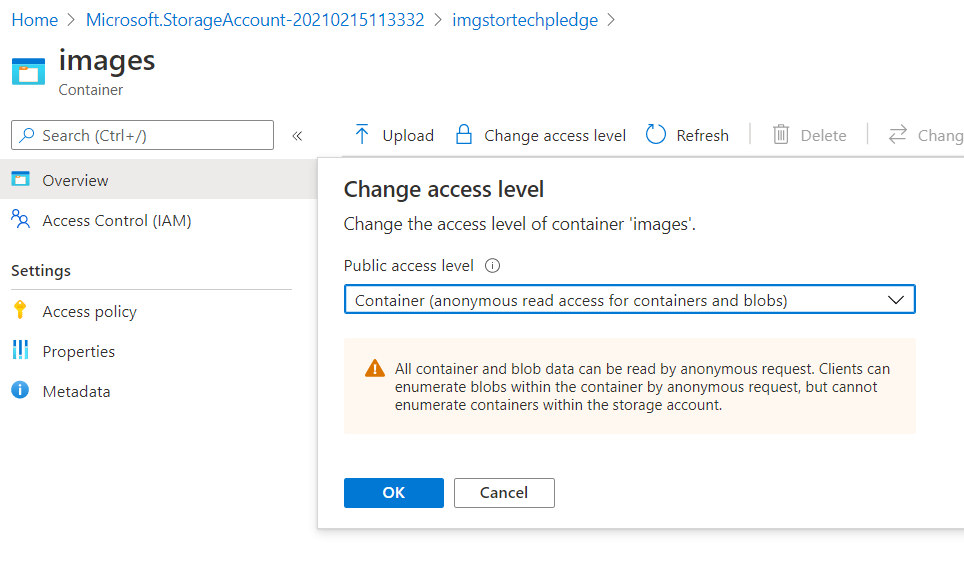 Home > Microsoft.StorageAccount-20210215113332 > imgstortechpledge >
images
Container
Search (Ctrl+/) «
Upload Change access level Refresh Delete Chang
Overview
Access Control (IAM)
Settings
Access policy
Properties
Metadata
Change access level
Change the access level of container 'images'.
Public access level
Container (anonymous read access for containers and blobs)
All container and blob data can be read by anonymous request. Clients can
enumerate blobs within the container by anonymous request, but cannot
enumerate containers within the storage account.
OK Cancel